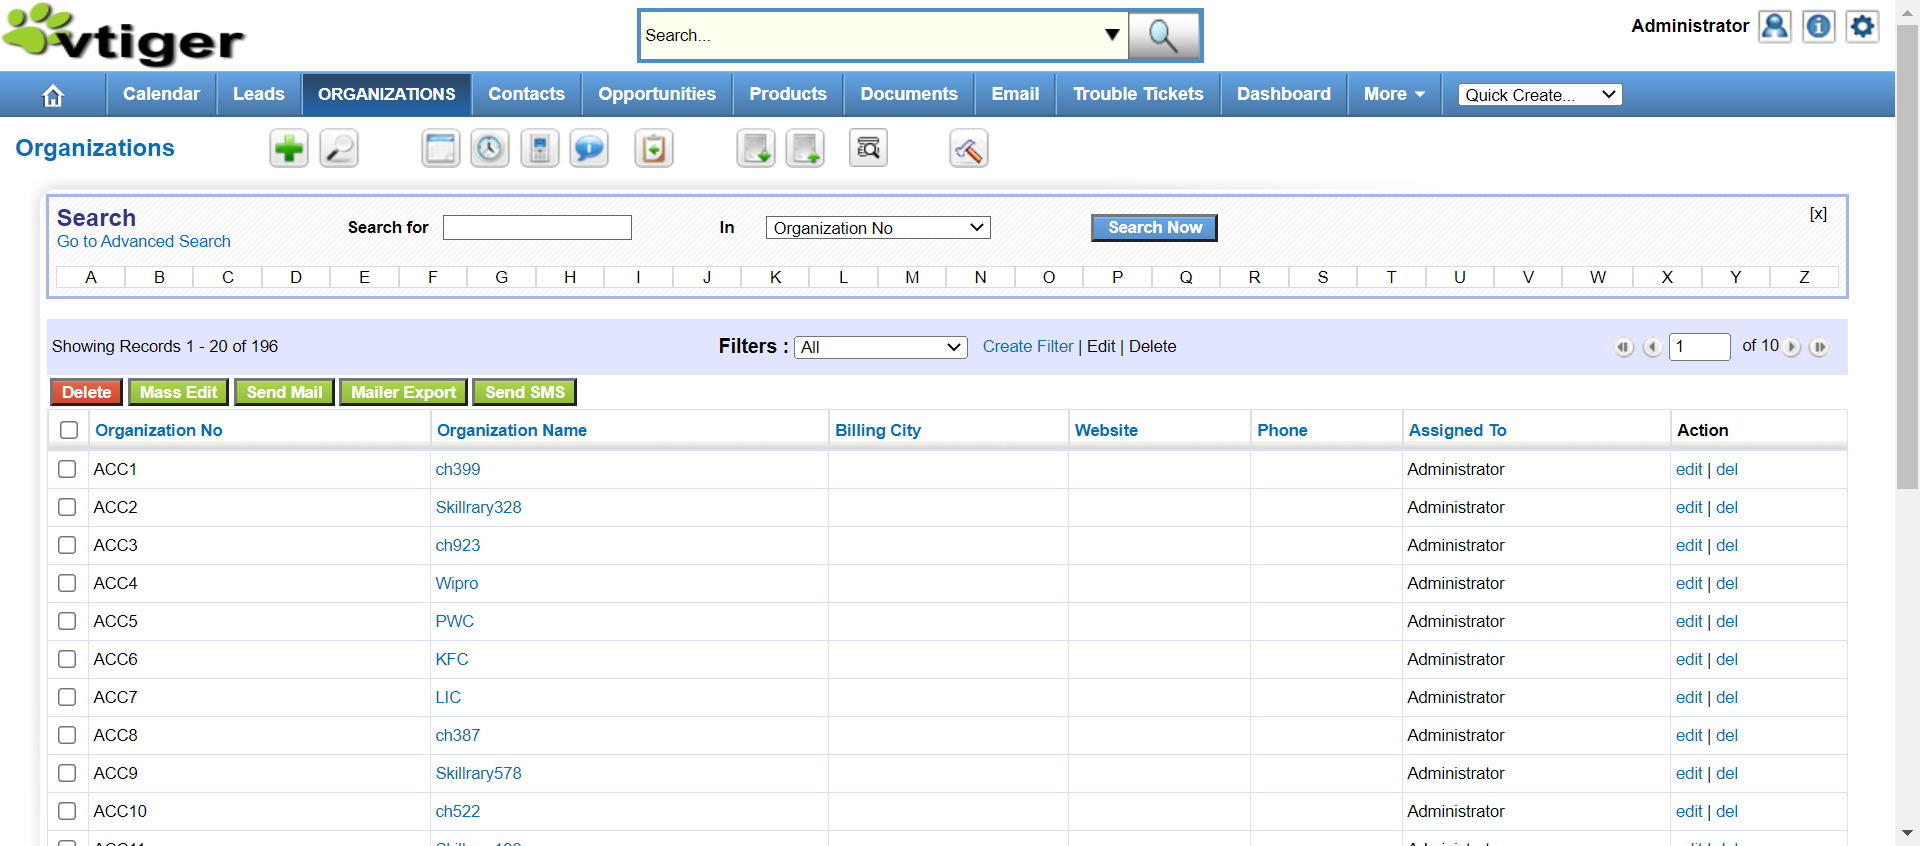 vtiger
Search...
Administrator
Calendar Leads ORGANIZATIONS Contacts Opportunities Products Documents Email Trouble Tickets Dashboard More Quick Create...
Organizations
Search
Go to Advanced Search
Search for In Organization No Search Now [x]
A B C D E F G H I J K L M N O P Q R S T U V W X Y Z
Showing Records 1 - 20 of 196 Filters : All Create Filter | Edit | Delete 1 of 10
Delete Mass Edit Send Mail Mailer Export Send SMS
Organization No Organization Name Billing City Website Phone Assigned To Action
ACC1 ch399 Administrator edit | del
ACC2 Skillrary328 Administrator edit | del
ACC3 ch923 Administrator edit | del
ACC4 Wipro Administrator edit | del
ACC5 PWC Administrator edit | del
ACC6 KFC Administrator edit | del
ACC7 LIC Administrator edit | del
ACC8 ch387 Administrator edit | del
ACC9 Skillrary578 Administrator edit | del
ACC10 ch522 Administrator edit | del